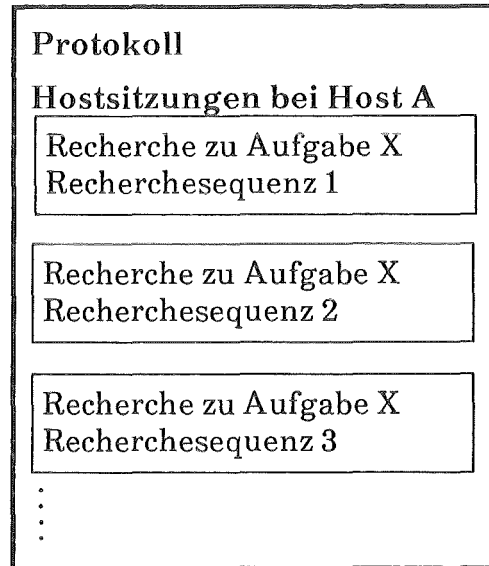 Protokoll
Hostsitzungen bei Host A
Recherche zu Aufgabe X
Recherchesequenz 1
Recherche zu Aufgabe X
Recherchesequenz 2
Recherche zu Aufgabe X
Recherchesequenz 3